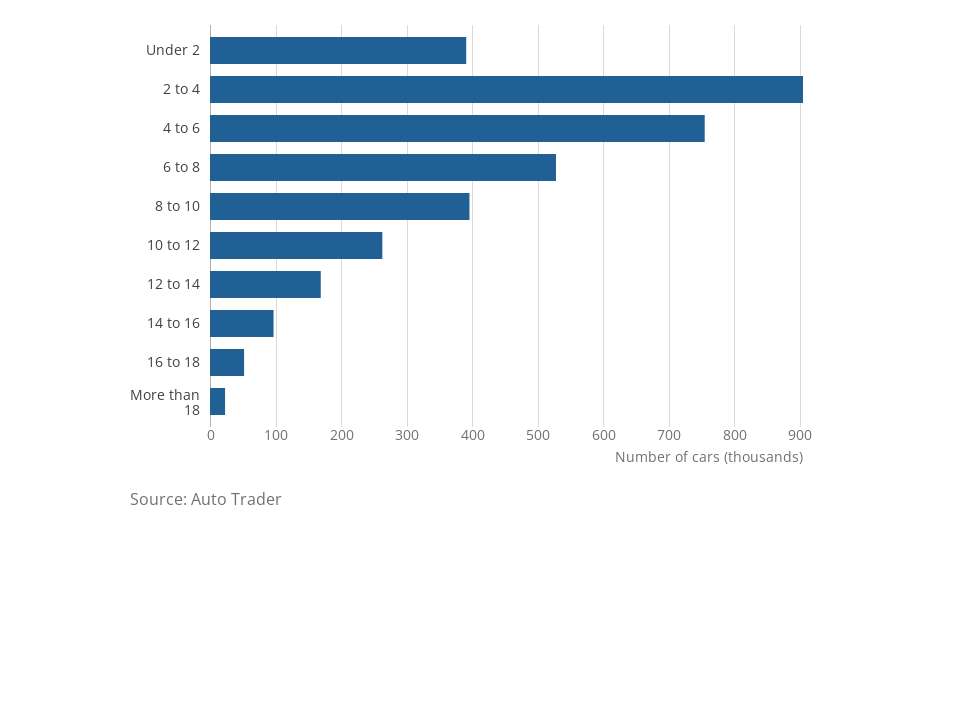 Under 2
2 to 4
4 to 6
6 to 8
8 to 10
10 to 12
12 to 14
14 to 16
16 to 18
More than
18
0 100 200 300 400 500 600 700 800 900
Number of cars (thousands)
Source: Auto Trader